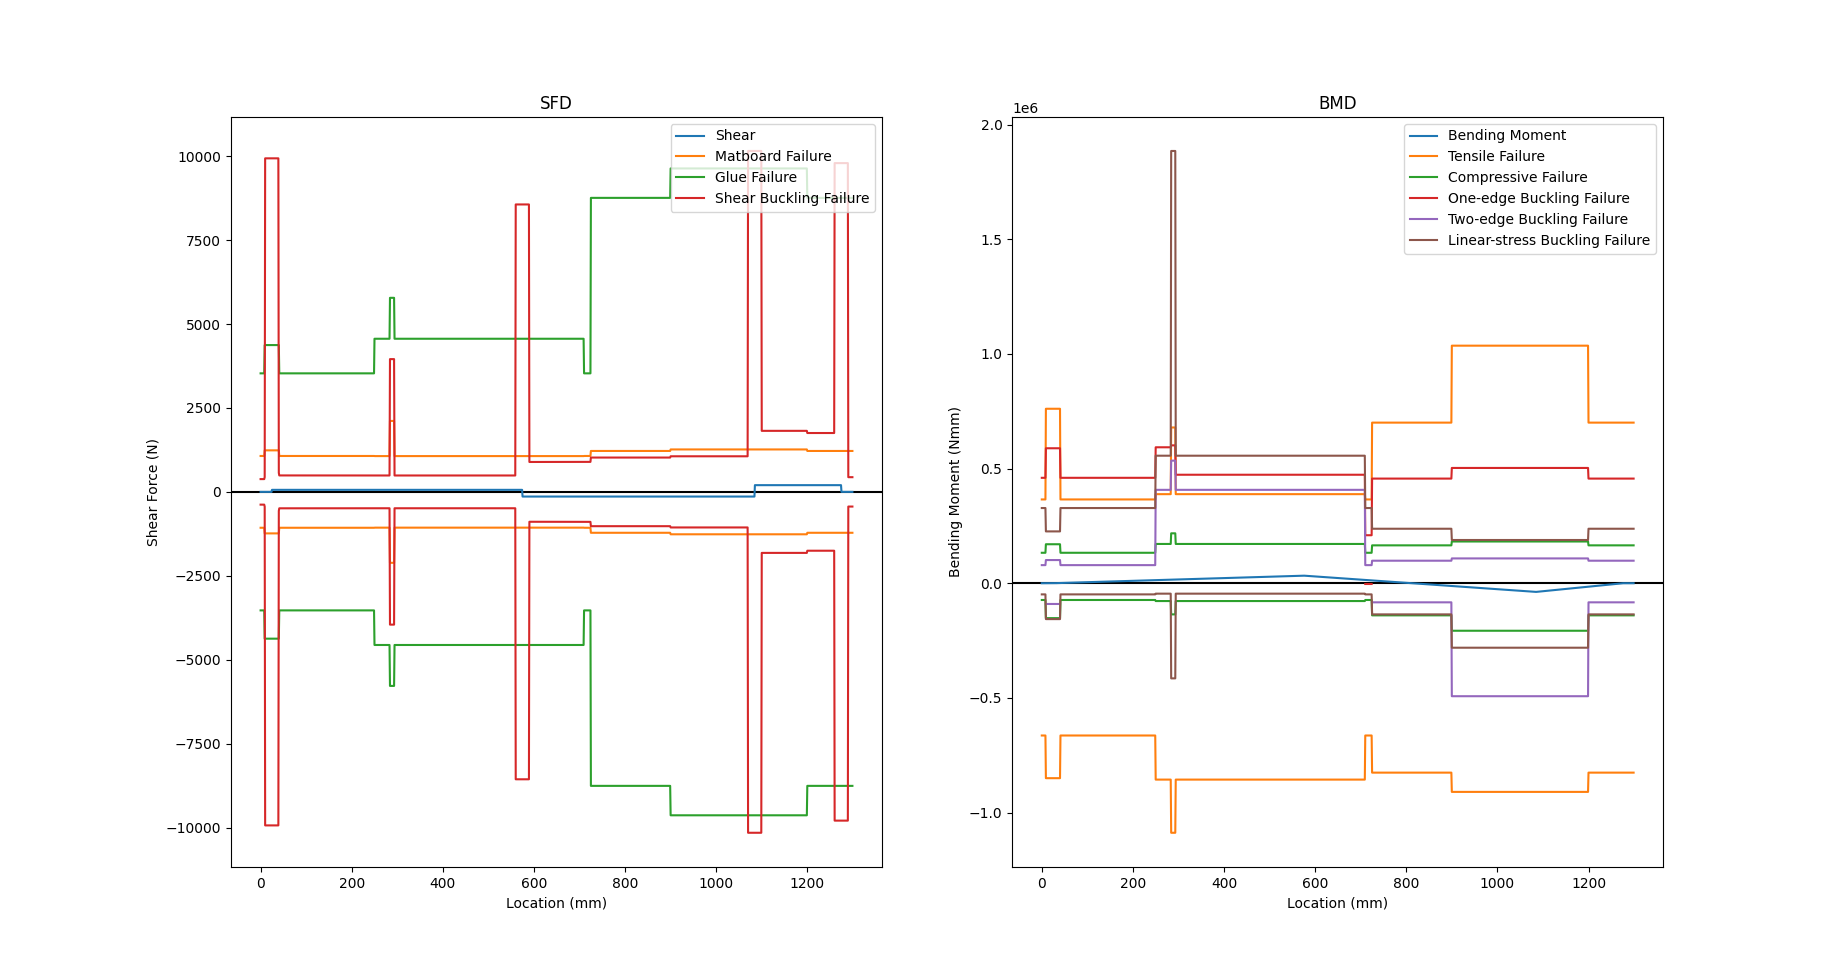 SFD
Shear Force (N)
10000
7500
5000
2500
0
−2500
−5000
−7500
−10000
0 200 400 600 800 1000 1200
Location (mm)
Shear
Matboard Failure
Glue Failure
Shear Buckling Failure
BMD
1e6
Bending Moment (Nmm)
2.0
1.5
1.0
0.5
0.0
−0.5
−1.0
0 200 400 600 800 1000 1200
Location (mm)
Bending Moment
Tensile Failure
Compressive Failure
One-edge Buckling Failure
Two-edge Buckling Failure
Linear-stress Buckling Failure